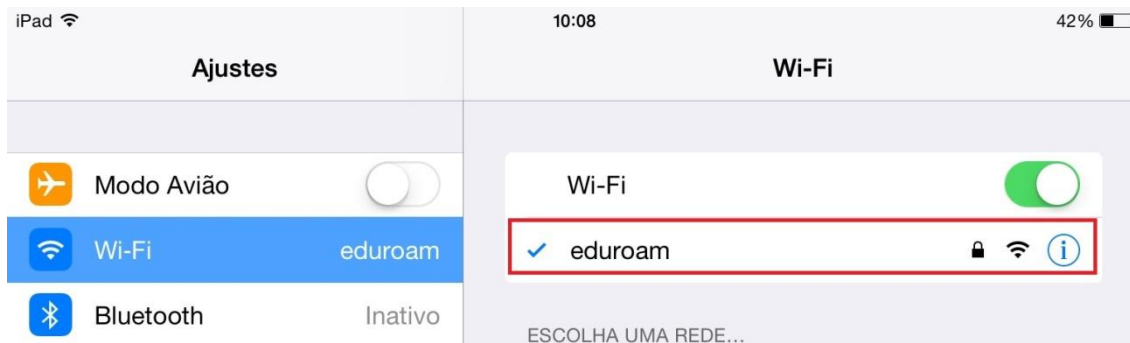 iPad 10:08 42%
Ajustes Wi-Fi
Wi-Fi
Modo Avião
eduroam
Wi-Fi eduroam
Bluetooth Inativo
ESCOLHA UMA REDE...